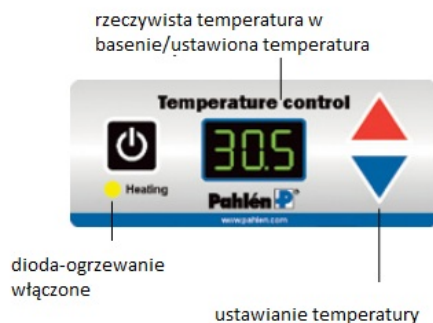 rzeczywista temperatura w
basenie/ustawiona temperatura
Temperature control
30.5
Heating
Pahlén
www.pahlen.com
dioda-ogrzewanie
włączone
ustawianie temperatury